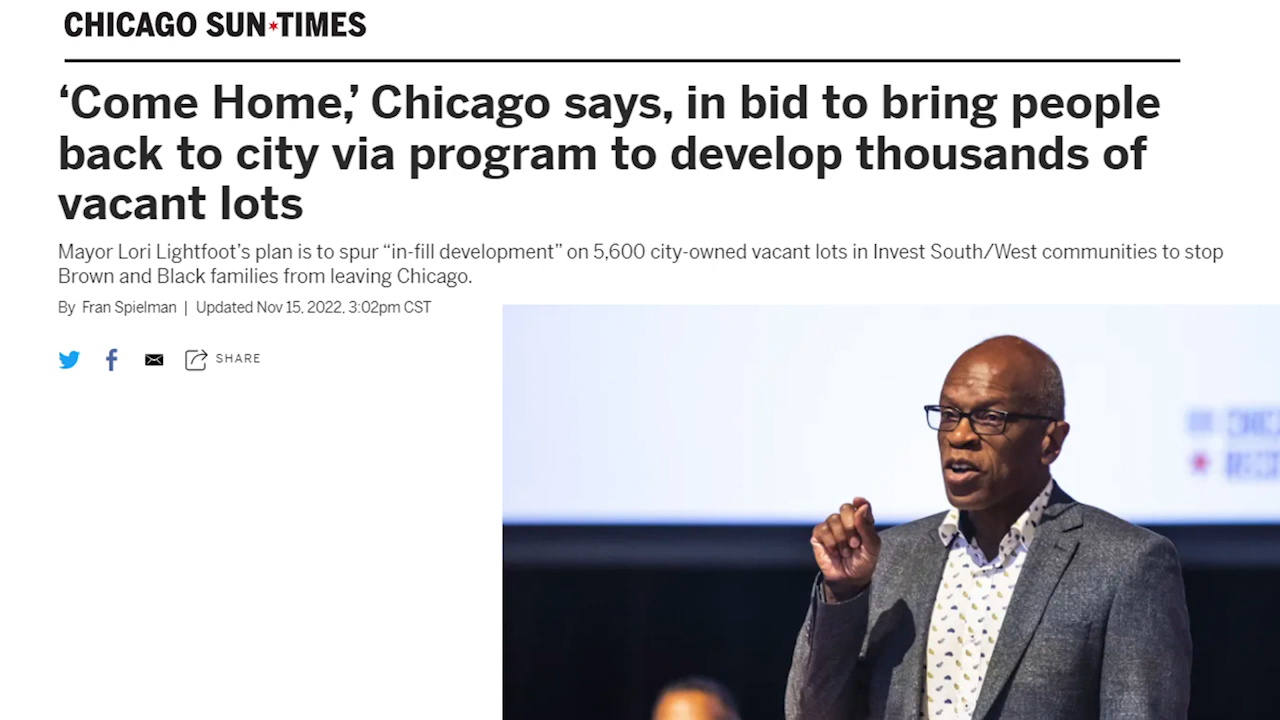 CHICAGO SUN*TIMES
‘Come Home,’ Chicago says, in bid to bring people
back to city via program to develop thousands of
vacant lots
Mayor Lori Lightfoot’s plan is to spur “in-fill development” on 5,600 city-owned vacant lots in Invest South/West communities to stop
Brown and Black families from leaving Chicago.
By Fran Spielman | Updated Nov 15, 2022, 3:02pm CST
SHARE